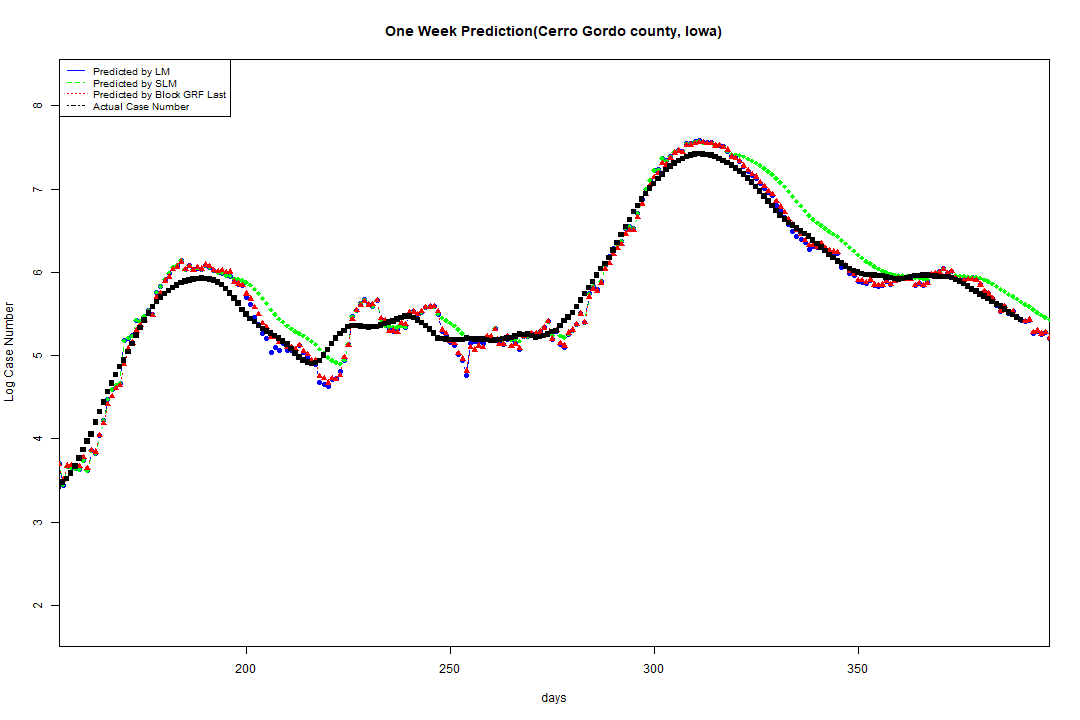 One Week Prediction(Cerro Gordo county, Iowa)
Predicted by LM
Predicted by SLM
Predicted by Block GRF Last
Actual Case Number
8
7
6
5
4
3
2
Log Case Number
200 250 300 350
days